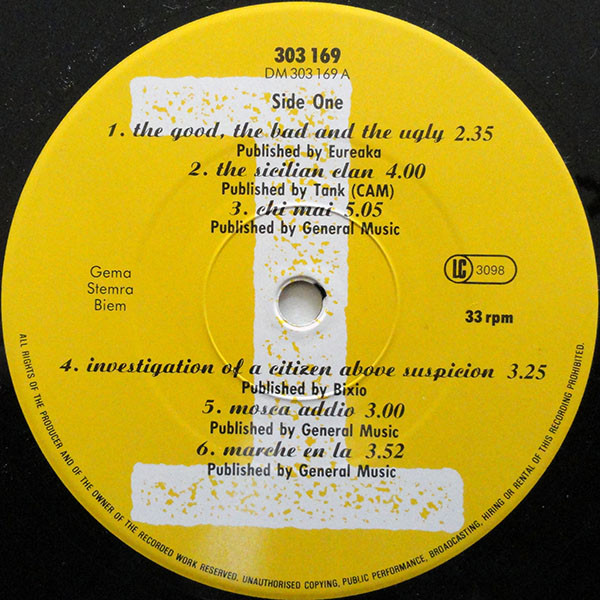 303 169
DM 303 169 A
Side One
1. the good, the bad and the ugly 2.35
Published by Eureaka
2. the sicilian clan 4.00
Published by Tank (CAM)
3. chi mai 5.05
Published by General Music
Gema
Stemra
Biem
LC 3098
33 rpm
4. investigation of a citizen above suspicion 3.25
Published by Bixio
5. mosca addio 3.00
Published by General Music
6. marche en la 3.52
Published by General Music
ALL RIGHTS OF THE PRODUCER AND OF THE OWNER OF THE RECORDED WORK RESERVED. UNAUTHORISED COPYING, PUBLIC PERFORMANCE, BROADCASTING, HIRING OR RENTAL OF THIS RECORDING PROHIBITED.